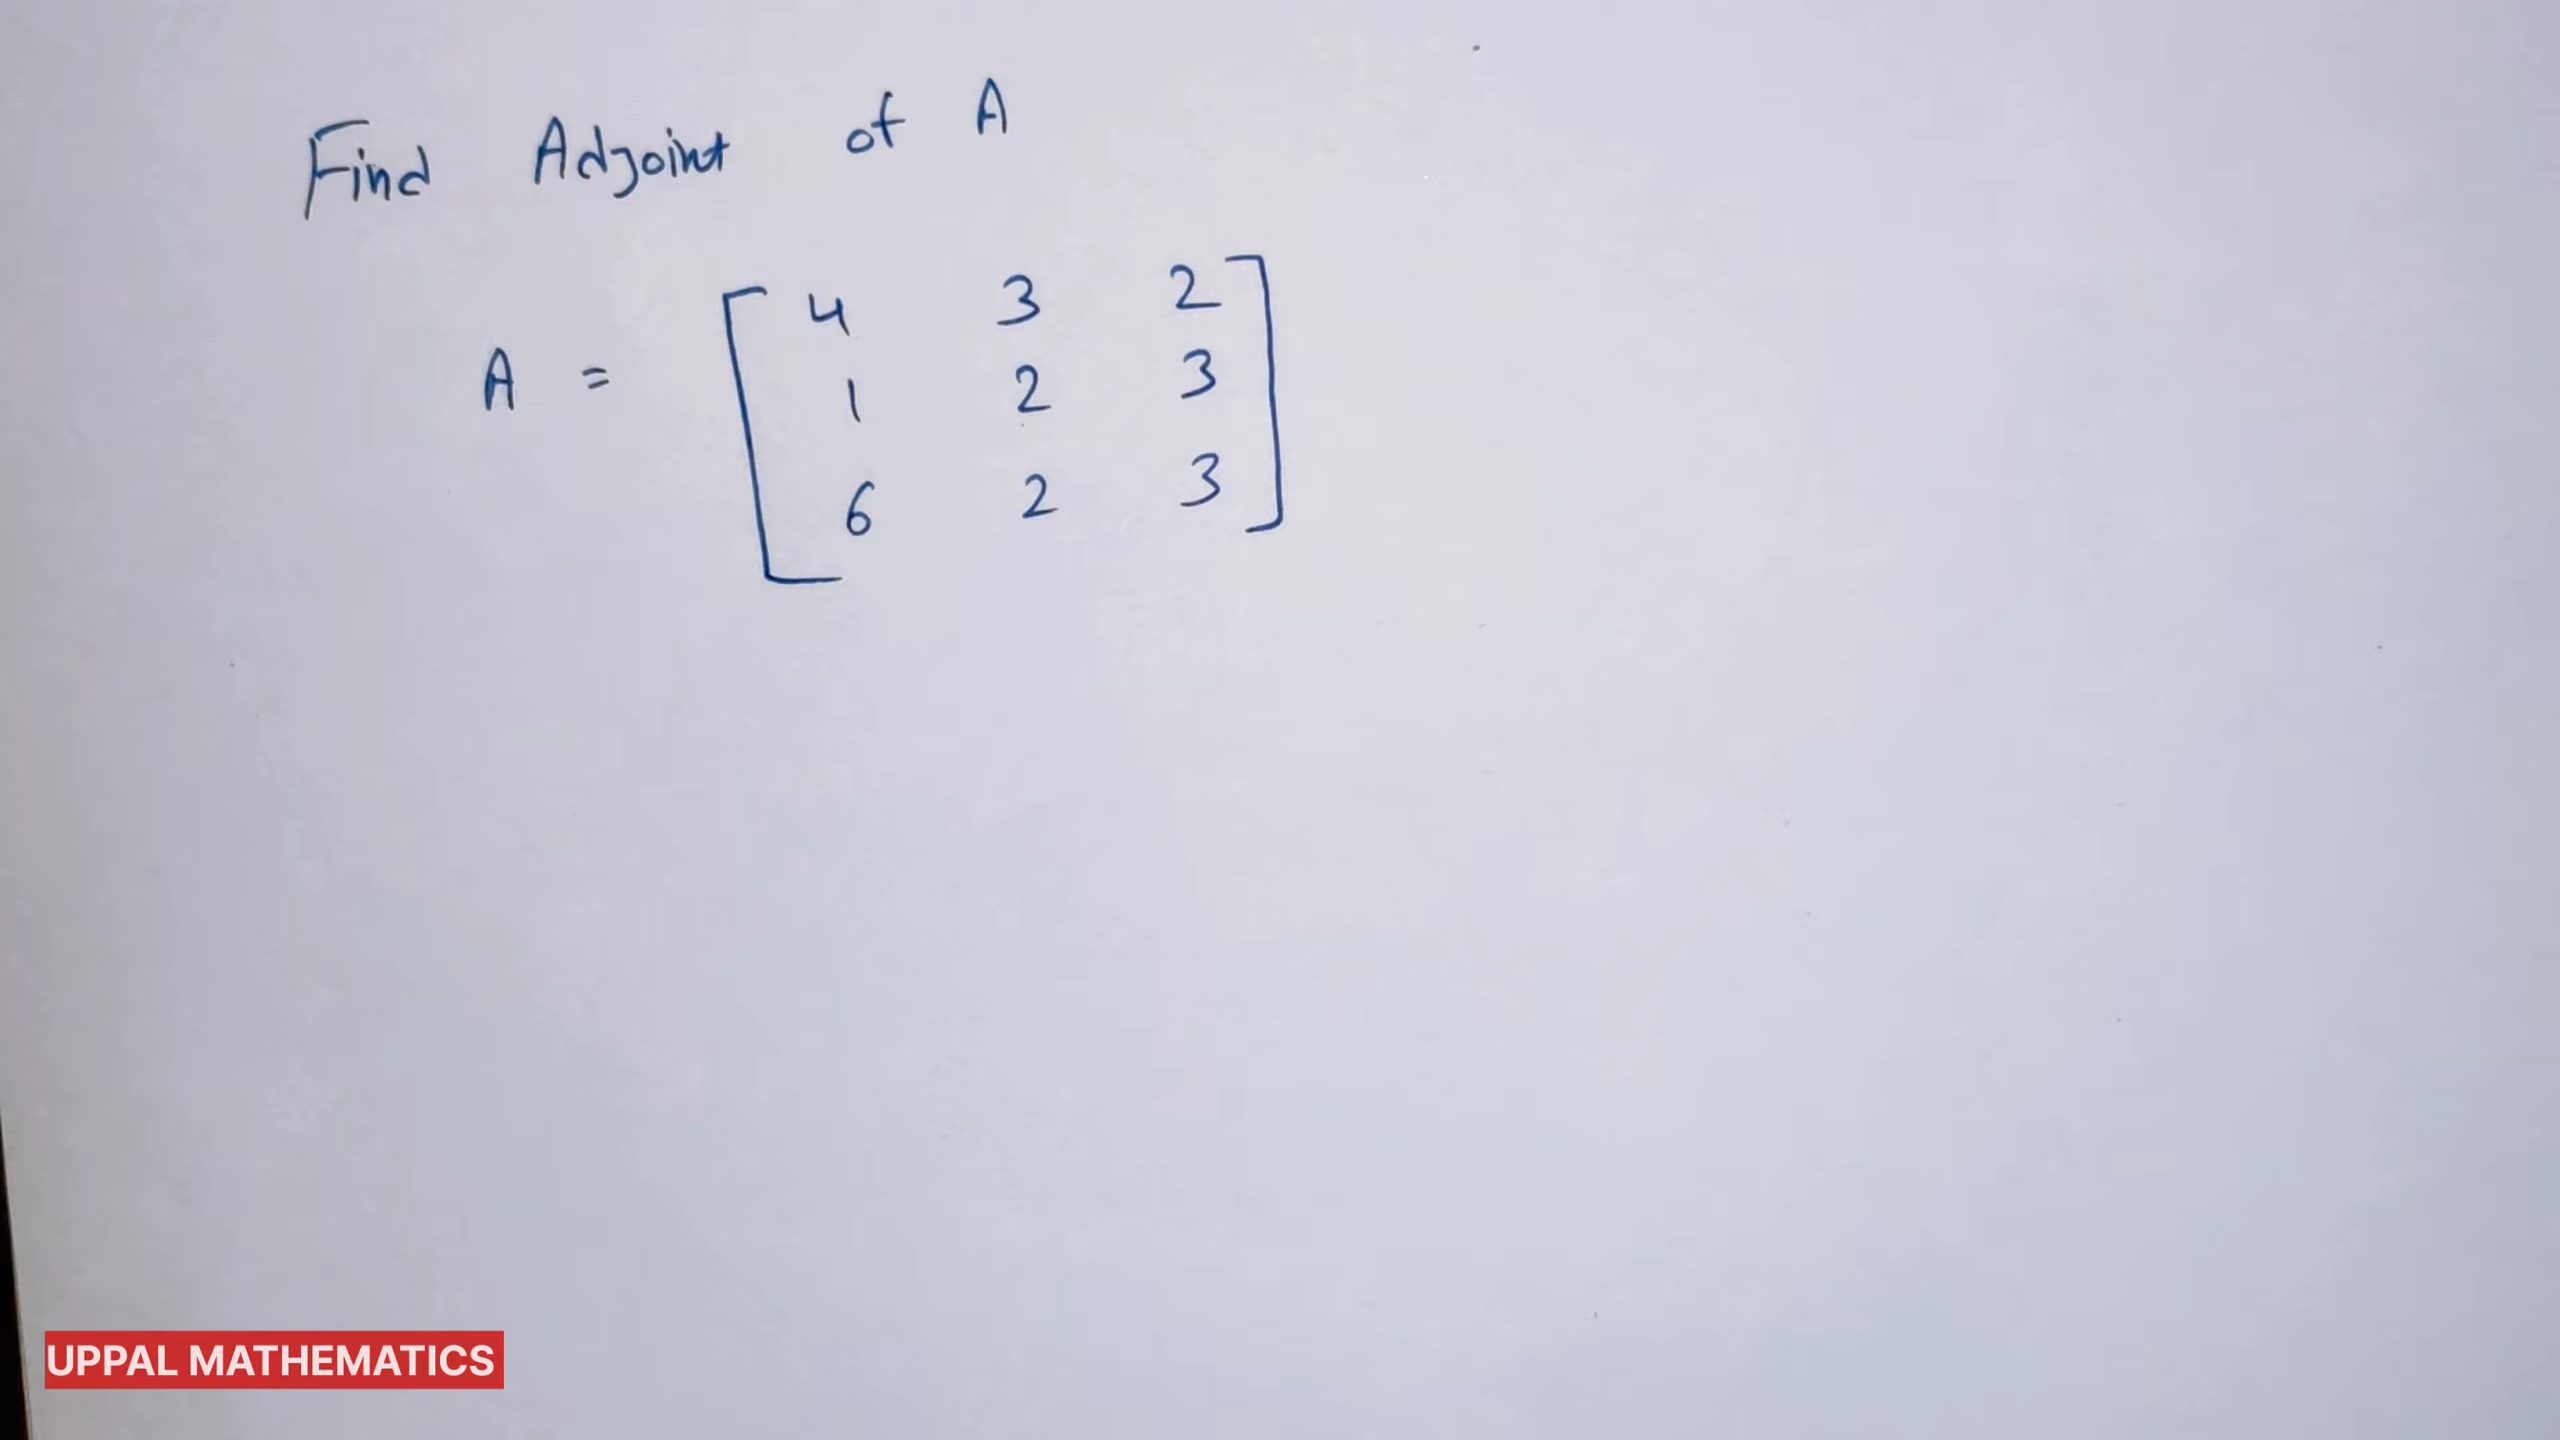 Find Adjoint of A
A = [ 4 3 2
1 2 3
6 2 3 ]
UPPAL MATHEMATICS